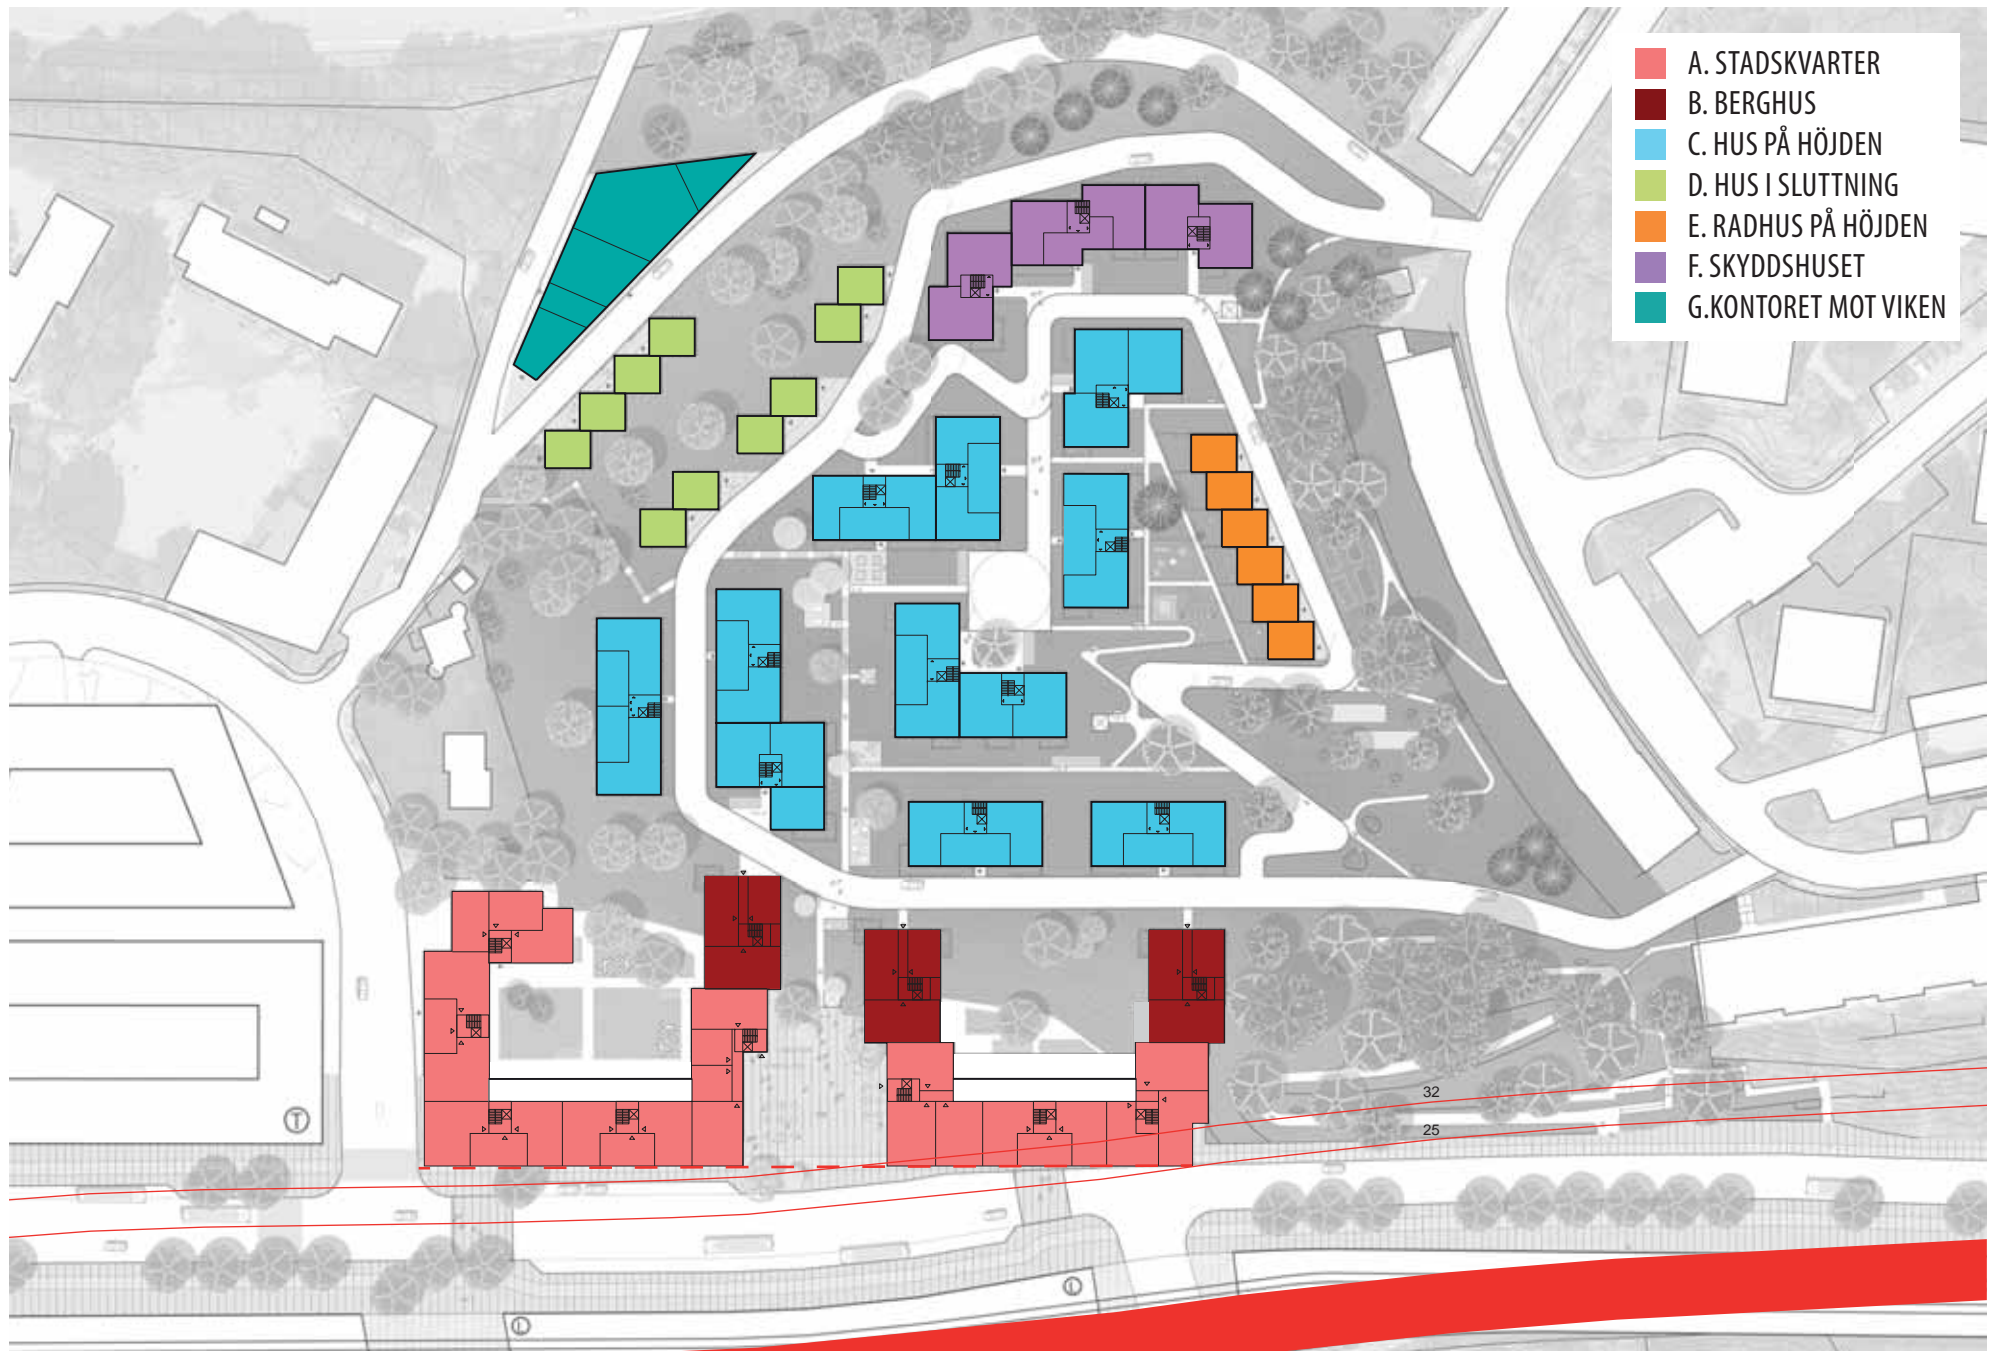 A. STADSKVARTER
B. BERGHUS
C. HUS PÅ HÖJDEN
D. HUS I SLUTTNING
E. RADHUS PÅ HÖJDEN
F. SKYDDSHUSET
G.KONTORET MOT VIKEN
32
T
25
L
L